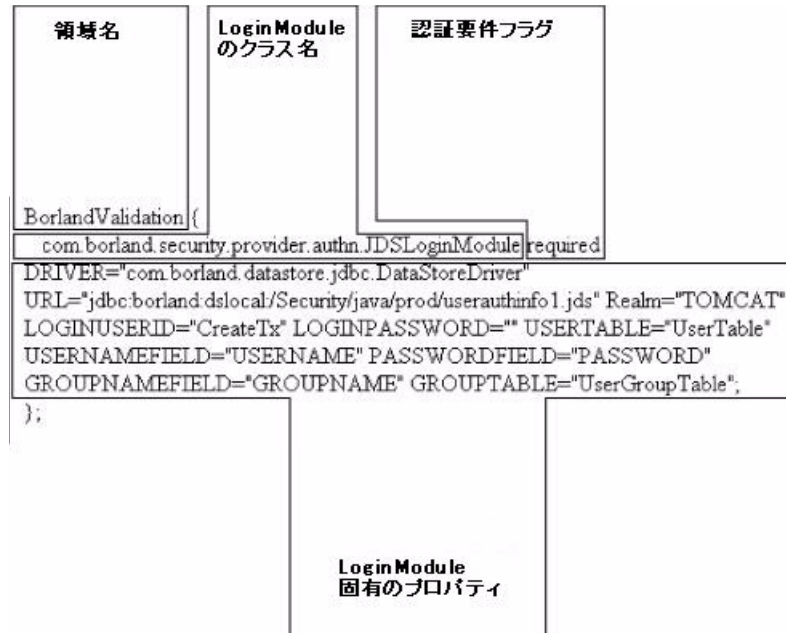 領域名
LoginModule
のクラス名
認証要件フラグ
BorlandValidation {
com.borland.security.provider.authn.JDSLoginModule required
DRIVER="com.borland.datastore.jdbc.DataStoreDriver"
URL="jdbc:borland:dslocal:/Security/java/prod/userauthinfo1.jds" Realm="TOMCAT"
LOGINUSERID="CreateTx" LOGINPASSWORD="" USERTABLE="UserTable"
USERNAMEFIELD="USERNAME" PASSWORDFIELD="PASSWORD"
GROUPNAMEFIELD="GROUPNAME" GROUPTABLE="UserGroupTable";
};
LoginModule
固有のプロパティ